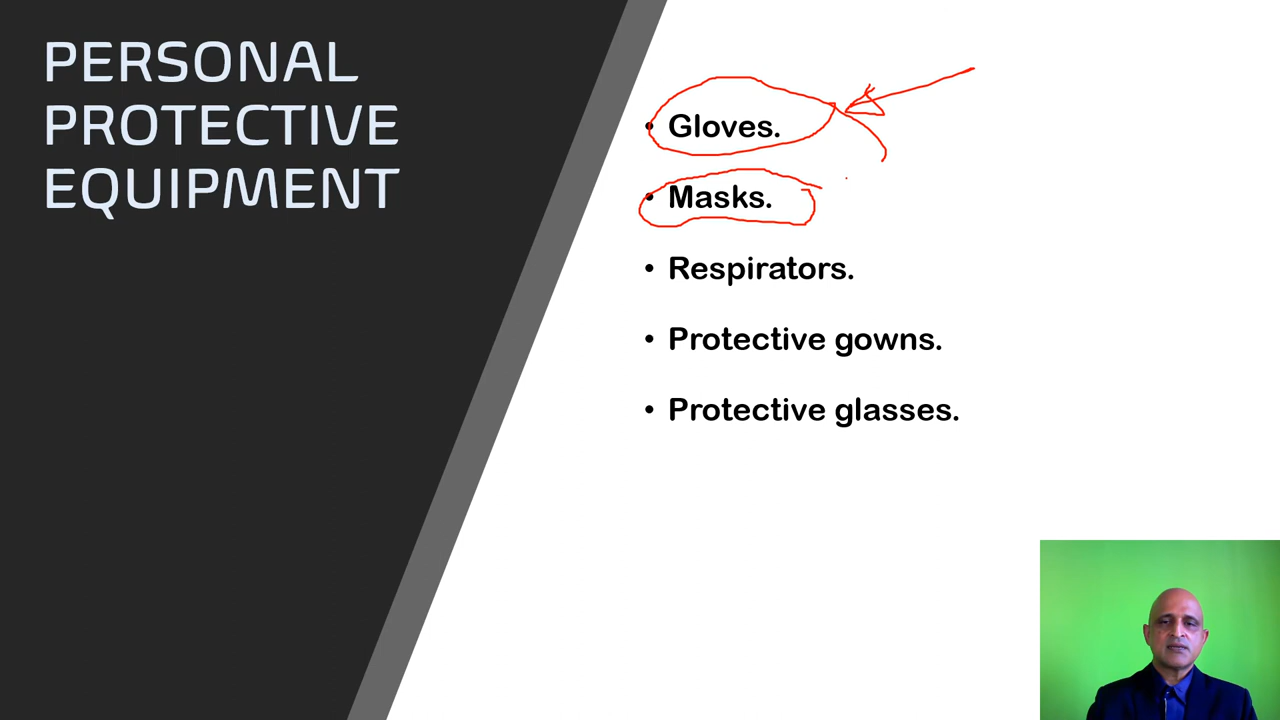 PERSONAL
PROTECTIVE
EQUIPMENT
• Gloves.
• Masks.
• Respirators.
• Protective gowns.
• Protective glasses.